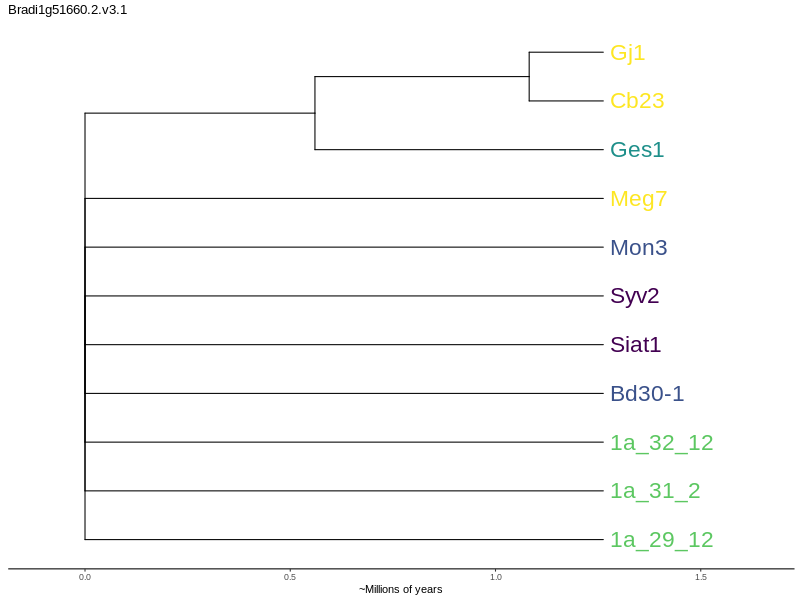 Bradi1g51660.2.v3.1
Gj1
Cb23
Ges1
Meg7
Mon3
Syv2
Siat1
Bd30-1
1a_32_12
1a_31_2
1a_29_12
0.0 0.5 1.0 1.5
~Millions of years